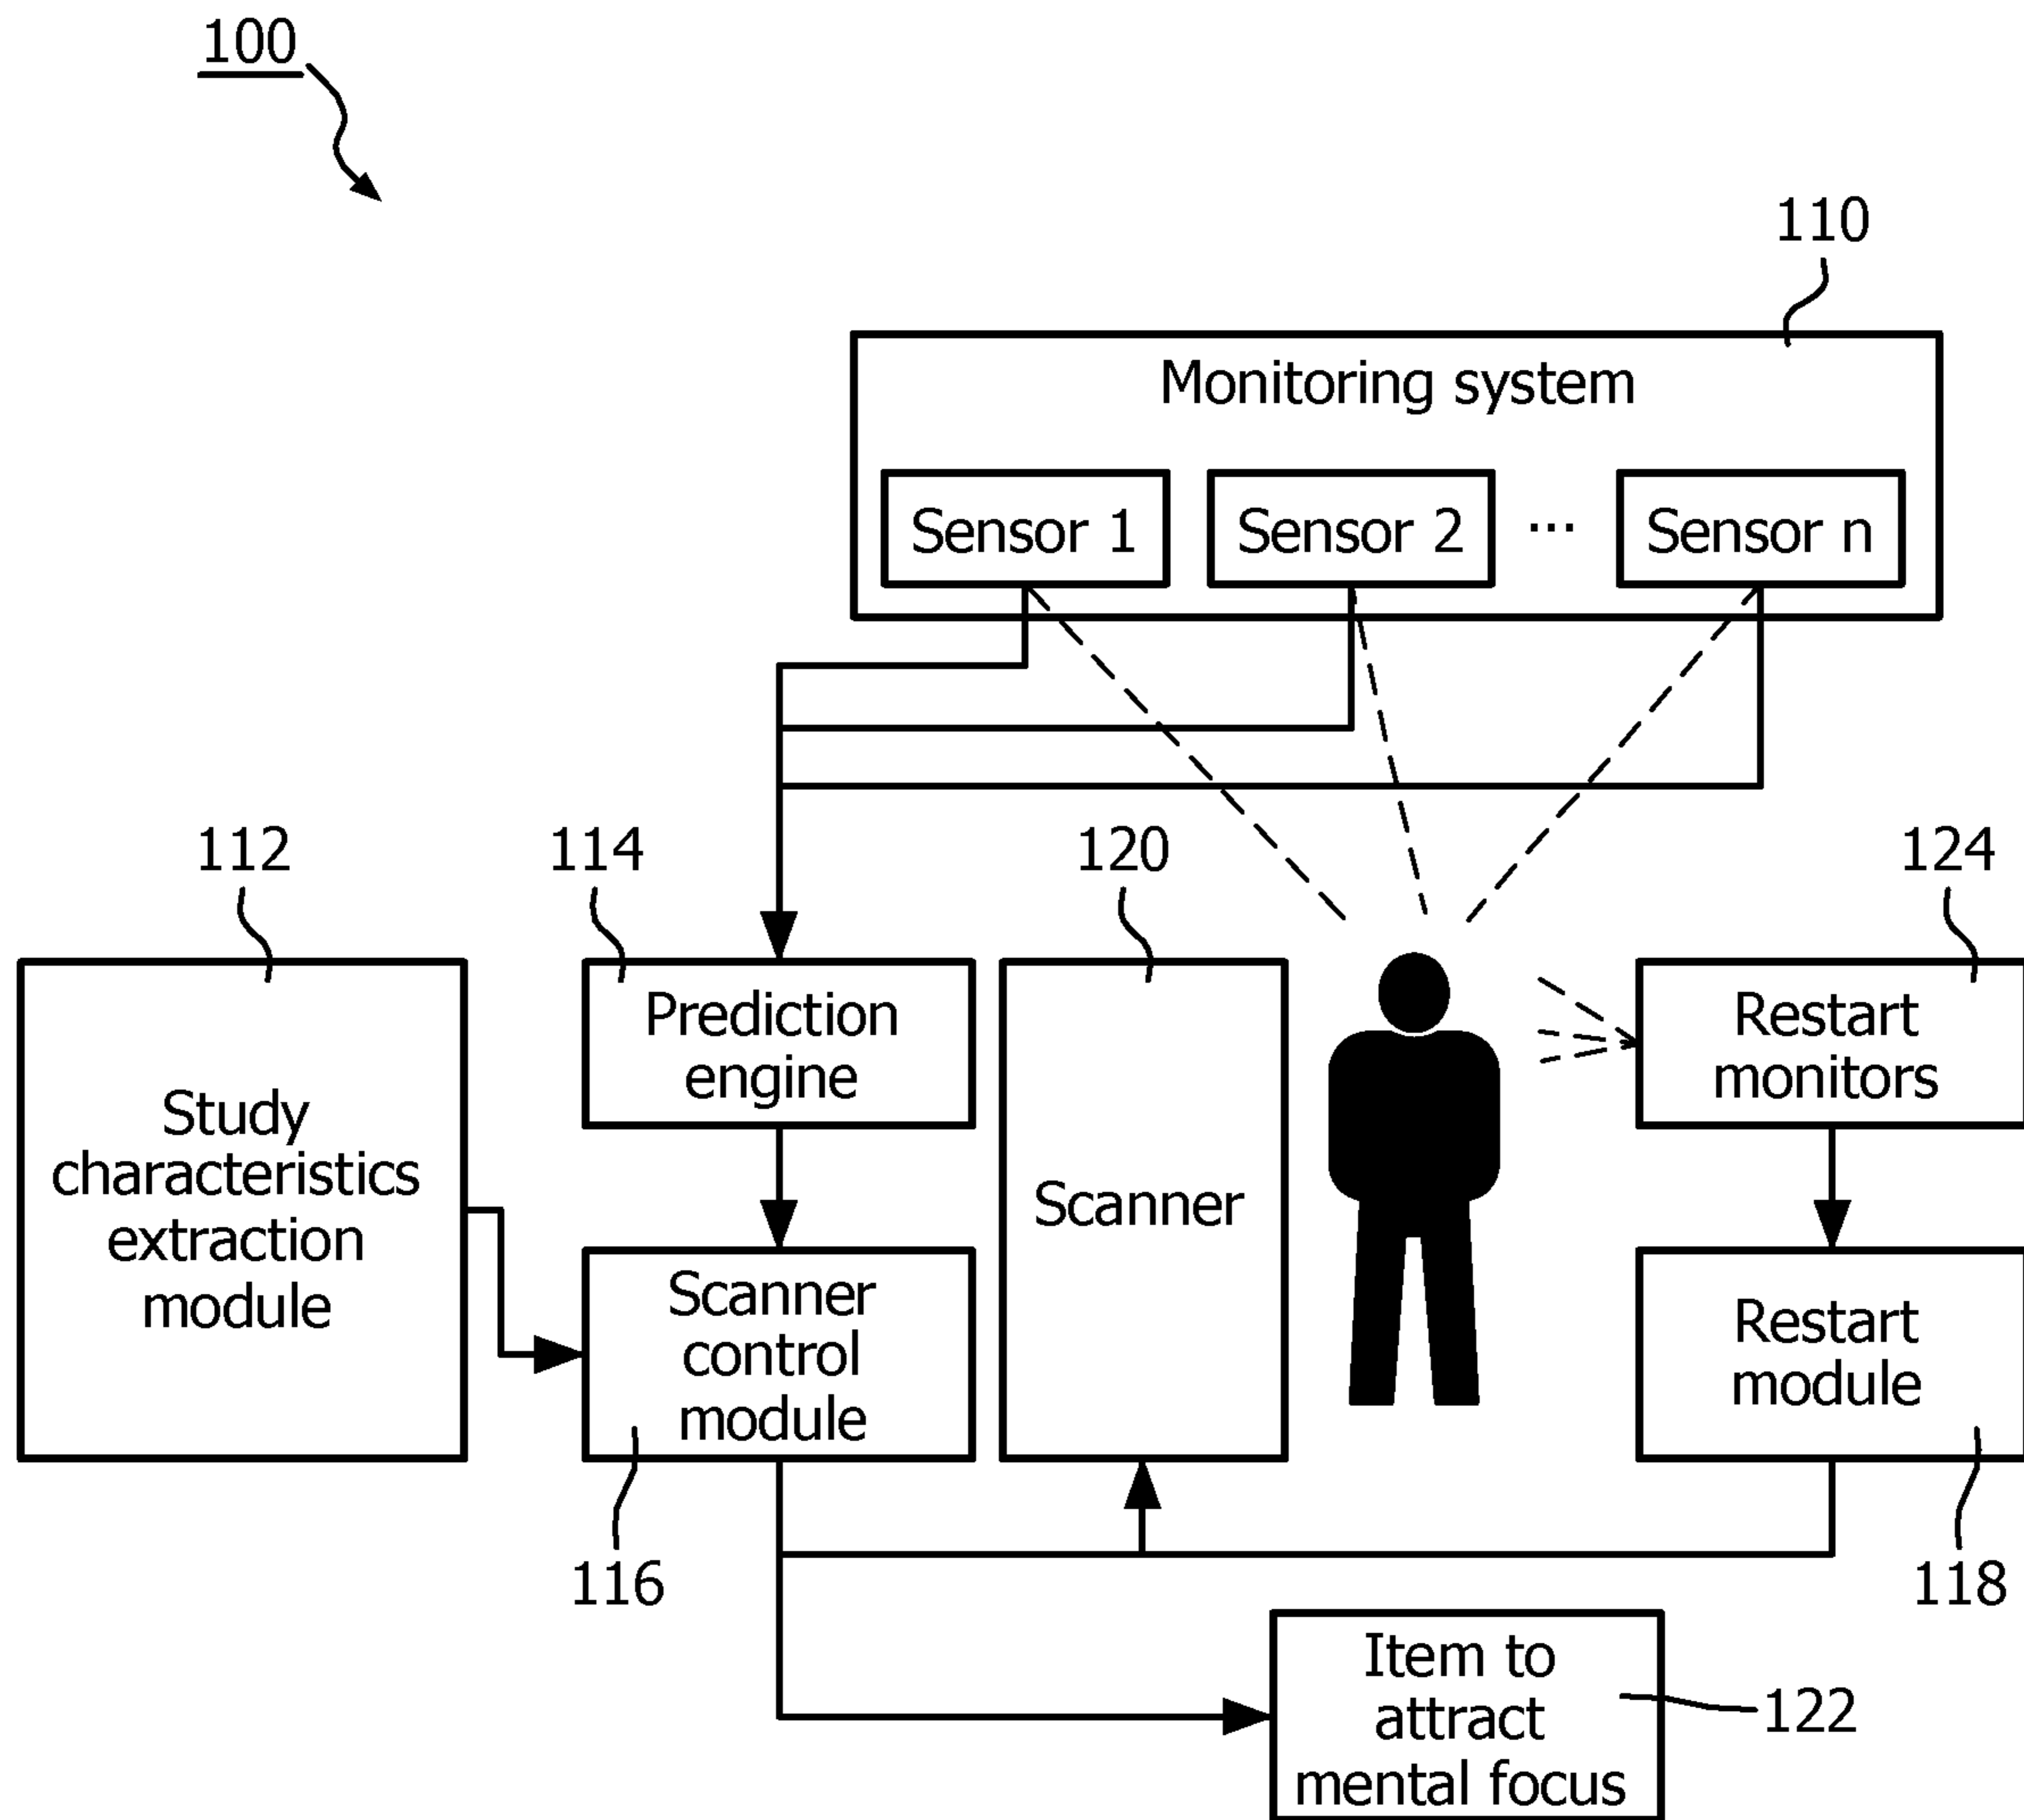 100
110
Monitoring system
Sensor 1
Sensor 2
...
Sensor n
112
114
120
124
Study
characteristics
extraction
module
Prediction
engine
Scanner
control
module
Scanner
Restart
monitors
Restart
module
116
118
Item to
attract
mental focus
122